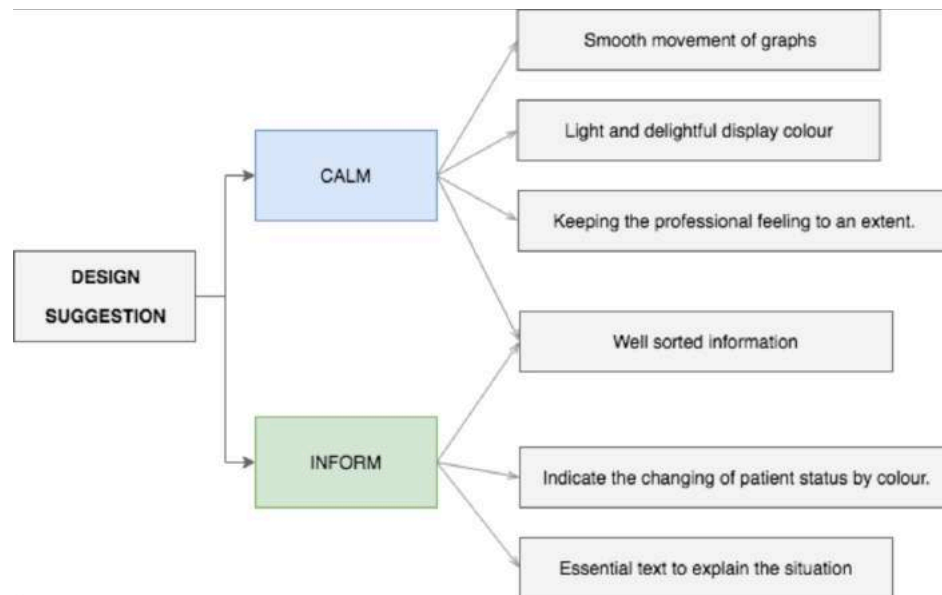 Smooth movement of graphs
Light and delightful display colour
CALM
Keeping the professional feeling to an extent.
DESIGN
SUGGESTION
Well sorted information
INFORM
Indicate the changing of patient status by colour.
Essential text to explain the situation